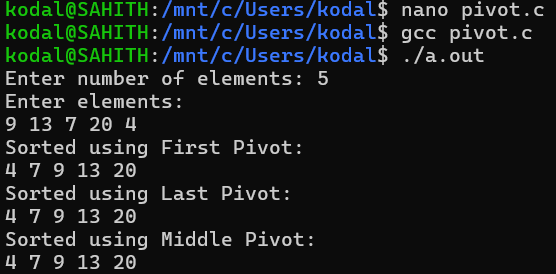 kodal@SAHITH:/mnt/c/Users/kodal$ nano pivot.c
kodal@SAHITH:/mnt/c/Users/kodal$ gcc pivot.c
kodal@SAHITH:/mnt/c/Users/kodal$ ./a.out
Enter number of elements: 5
Enter elements:
9 13 7 20 4
Sorted using First Pivot:
4 7 9 13 20
Sorted using Last Pivot:
4 7 9 13 20
Sorted using Middle Pivot:
4 7 9 13 20